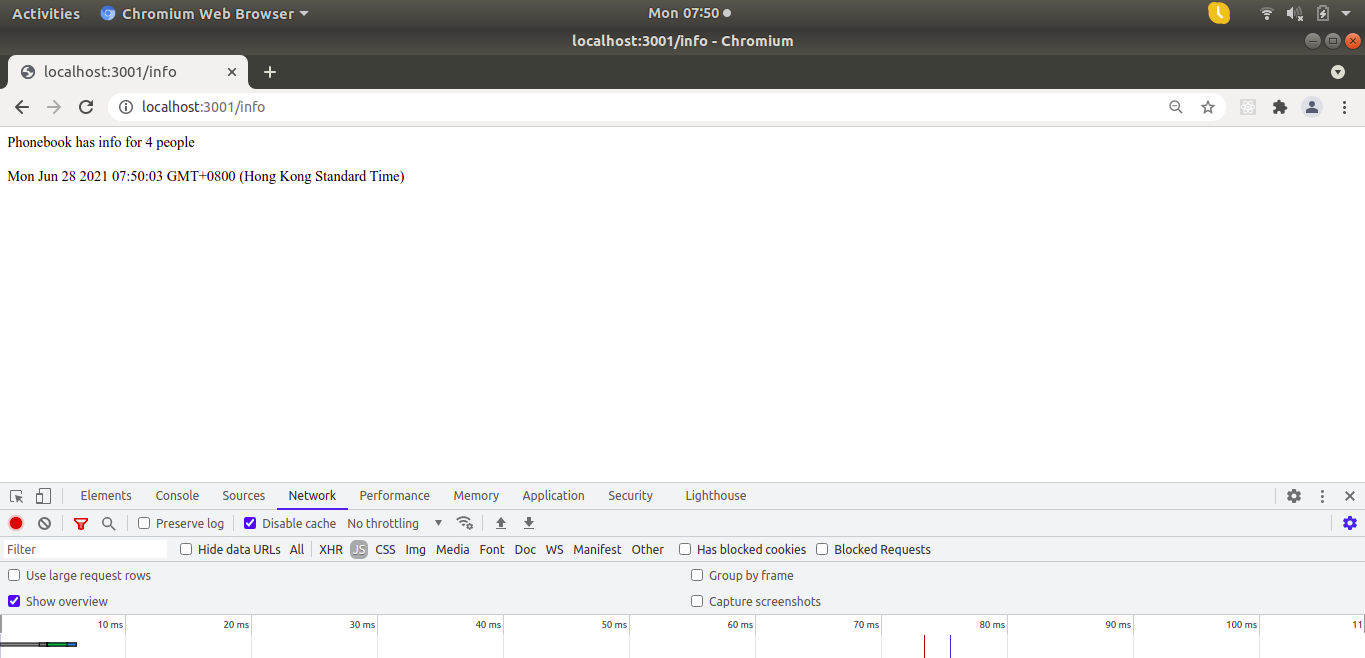 Activities Chromium Web Browser Mon 07:50
localhost:3001/info - Chromium
localhost:3001/info
localhost:3001/info
Phonebook has info for 4 people
Mon Jun 28 2021 07:50:03 GMT+0800 (Hong Kong Standard Time)
Elements Console Sources Network Performance Memory Application Security Lighthouse
Preserve log Disable cache No throttling
Filter Hide data URLs All XHR JS CSS Img Media Font Doc WS Manifest Other Has blocked cookies Blocked Requests
Use large request rows Group by frame
Show overview Capture screenshots
10 ms 20 ms 30 ms 40 ms 50 ms 60 ms 70 ms 80 ms 90 ms 100 ms 11